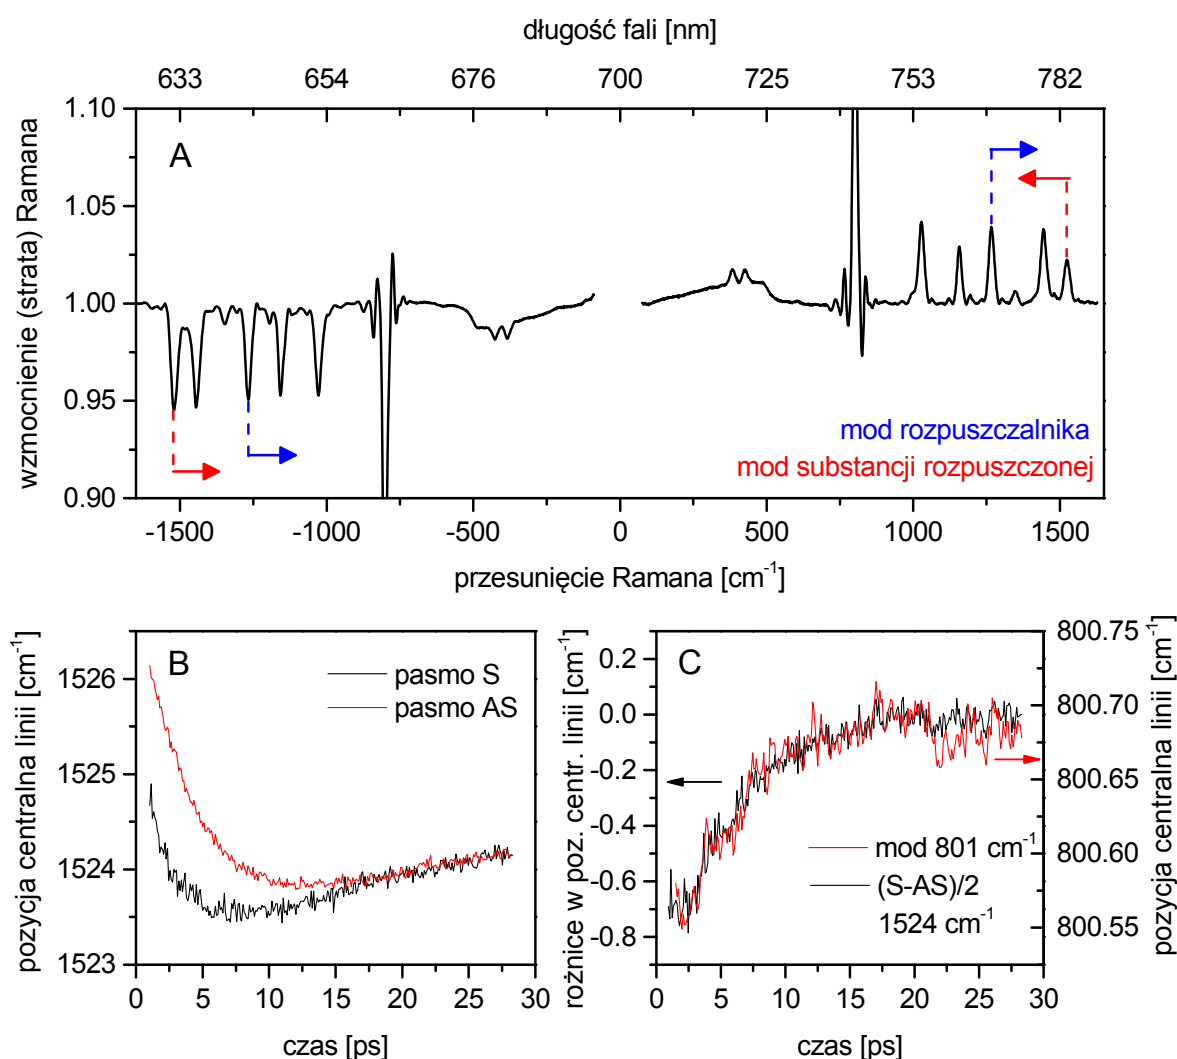 długość fali [nm]
633 654 676 700 725 753 782
wzmocnienie (strata) Ramana
1.10
1.05
1.00
0.95
0.90
A
mod rozpuszczalnika
mod substancji rozpuszczonej
-1500 -1000 -500 0 500 1000 1500
przesunięcie Ramana [cm-1]
pozycja centralna linii [cm-1]
1526
1525
1524
1523
B
pasmo S
pasmo AS
0 5 10 15 20 25 30
czas [ps]
rożnice w poz. centr. linii [cm-1]
0.2
0.0
-0.2
-0.4
-0.6
-0.8
C
mod 801 cm-1
(S-AS)/2
1524 cm-1
0 5 10 15 20 25 30
czas [ps]
800.75
800.70
800.65
800.60
800.55
pozycja centralna linii [cm-1]